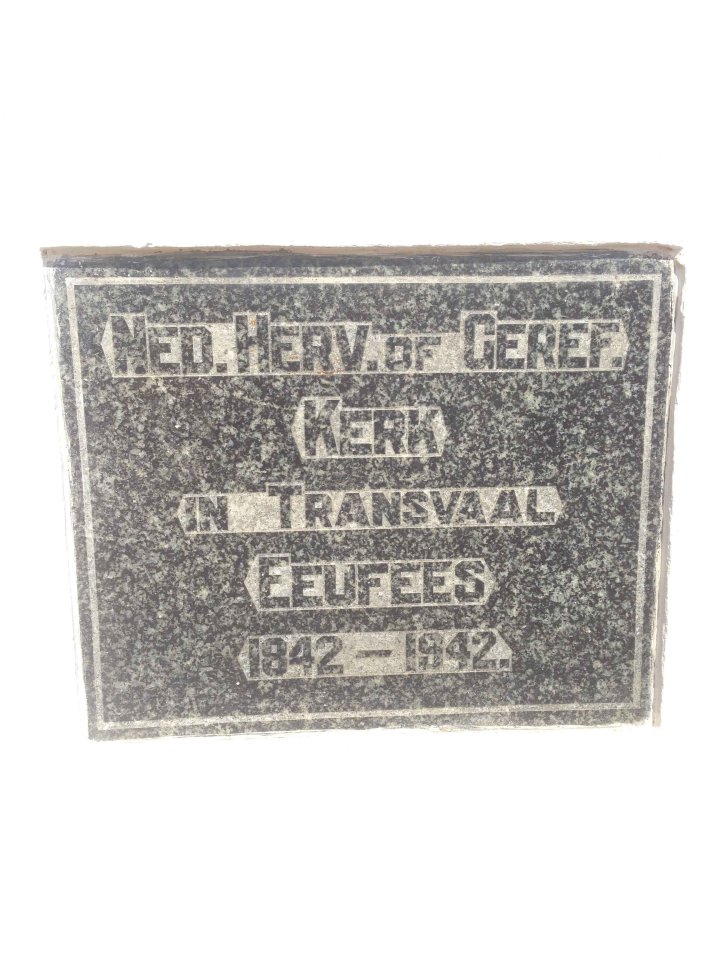 NED. HERV. OF GEREF.
KERK
IN TRANSVAAL
EEUFEES
1842 – 1942.